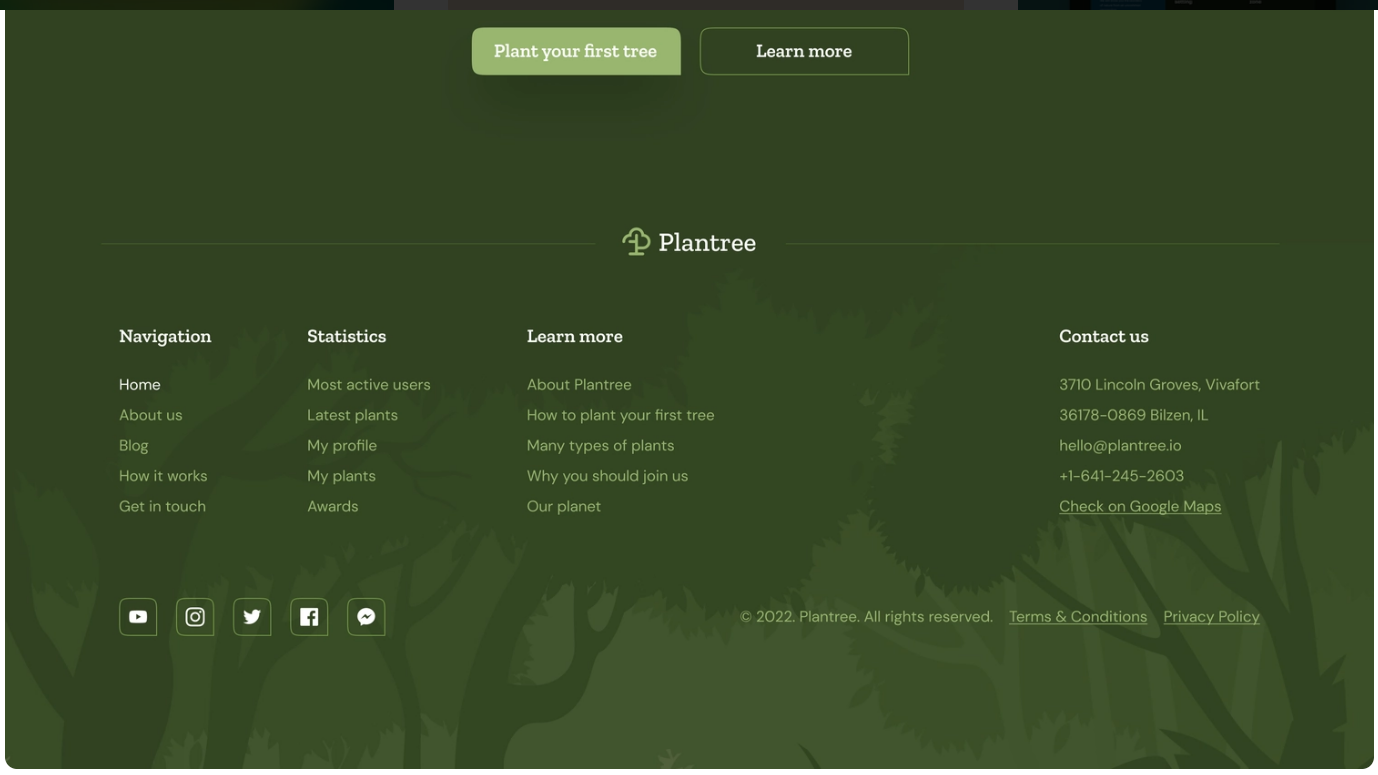 Plant your first tree
Learn more
Plantree
Navigation
Home
About us
Blog
How it works
Get in touch
Statistics
Most active users
Latest plants
My profile
My plants
Awards
Learn more
About Plantree
How to plant your first tree
Many types of plants
Why you should join us
Our planet
Contact us
3710 Lincoln Groves, Vivafort
36178-0869 Bilzen, IL
hello@plantree.io
+1-641-245-2603
Check on Google Maps
© 2022. Plantree. All rights reserved. Terms & Conditions Privacy Policy